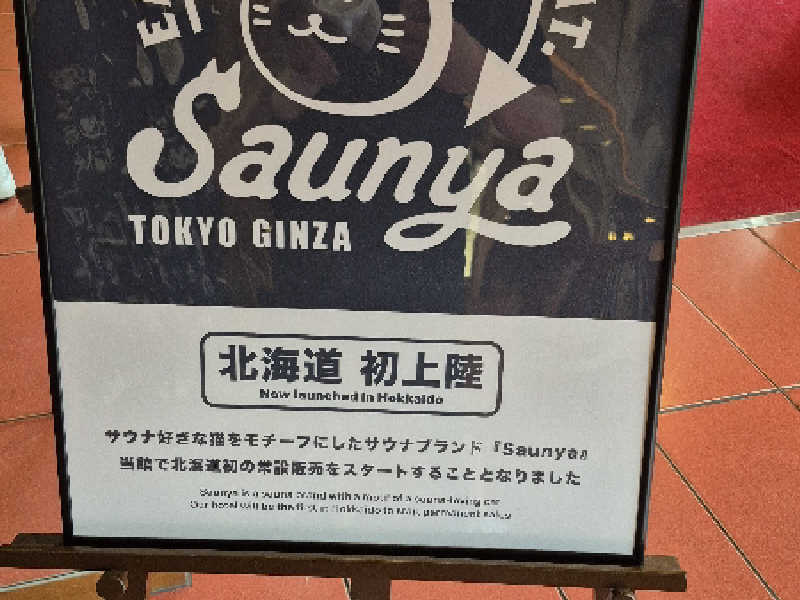 Saunya
TOKYO GINZA
北海道 初上陸
Now launched in Hokkaido
サウナ好きな猫をモチーフにしたサウナブランド『Saunya』
当館で北海道初の常設販売をスタートすることとなりました
Saunya is a sauna brand with a motif of a sauna-loving cat
Our hotel will be the first in Hokkaido to start permanent sales